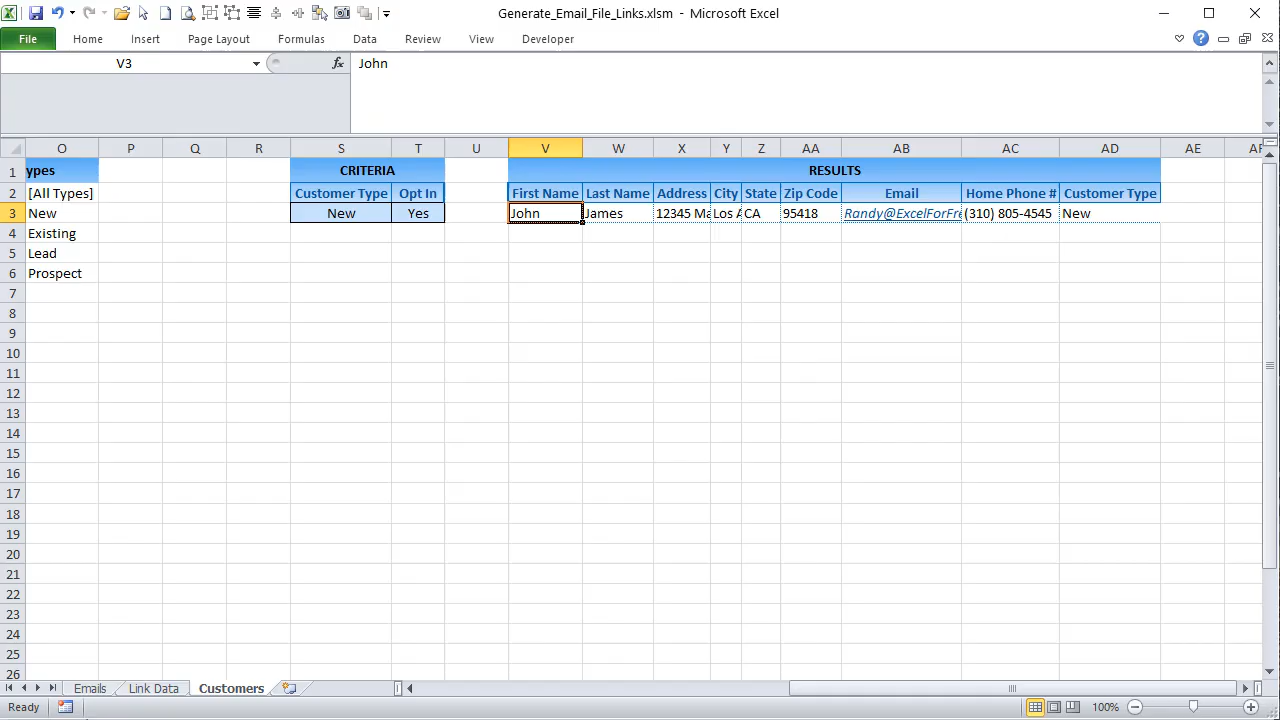 Generate_Email_File_Links.xlsm - Microsoft Excel
File Home Insert Page Layout Formulas Data Review View Developer
V3 fx John
O P Q R S T U V W X Y Z AA AB AC AD AE AF
1 ypes CRITERIA RESULTS
2 [All Types] Customer Type Opt In First Name Last Name Address City State Zip Code Email Home Phone # Customer Type
3 New New Yes John James 12345 Ma Los A CA 95418 Randy@ExcelForFre (310) 805-4545 New
4 Existing
5 Lead
6 Prospect
7
8
9
10
11
12
13
14
15
16
17
18
19
20
21
22
23
24
25
26
Emails Link Data Customers
Ready 100%